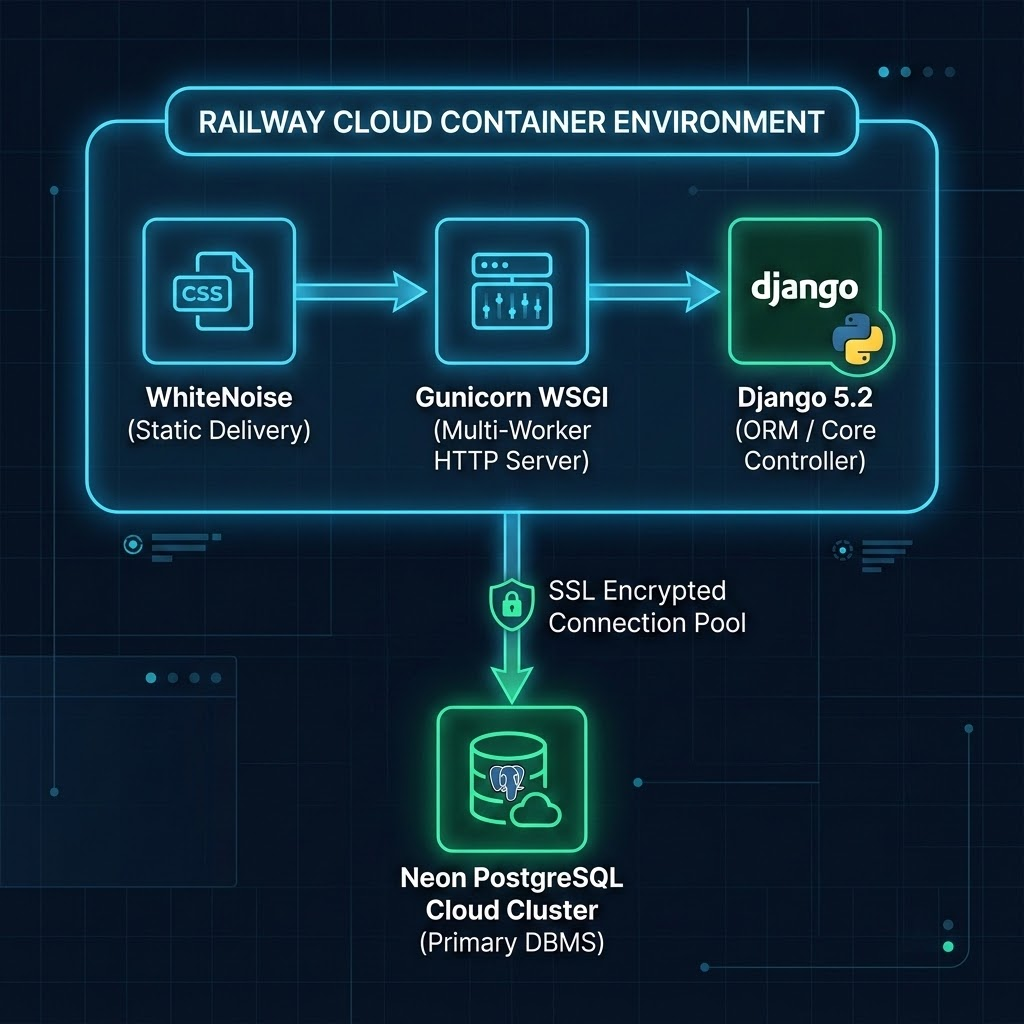 RAILWAY CLOUD CONTAINER ENVIRONMENT
CSS
WhiteNoise
(Static Delivery)
Gunicorn WSGI
(Multi-Worker
HTTP Server)
django
Django 5.2
(ORM / Core
Controller)
SSL Encrypted
Connection Pool
Neon PostgreSQL
Cloud Cluster
(Primary DBMS)